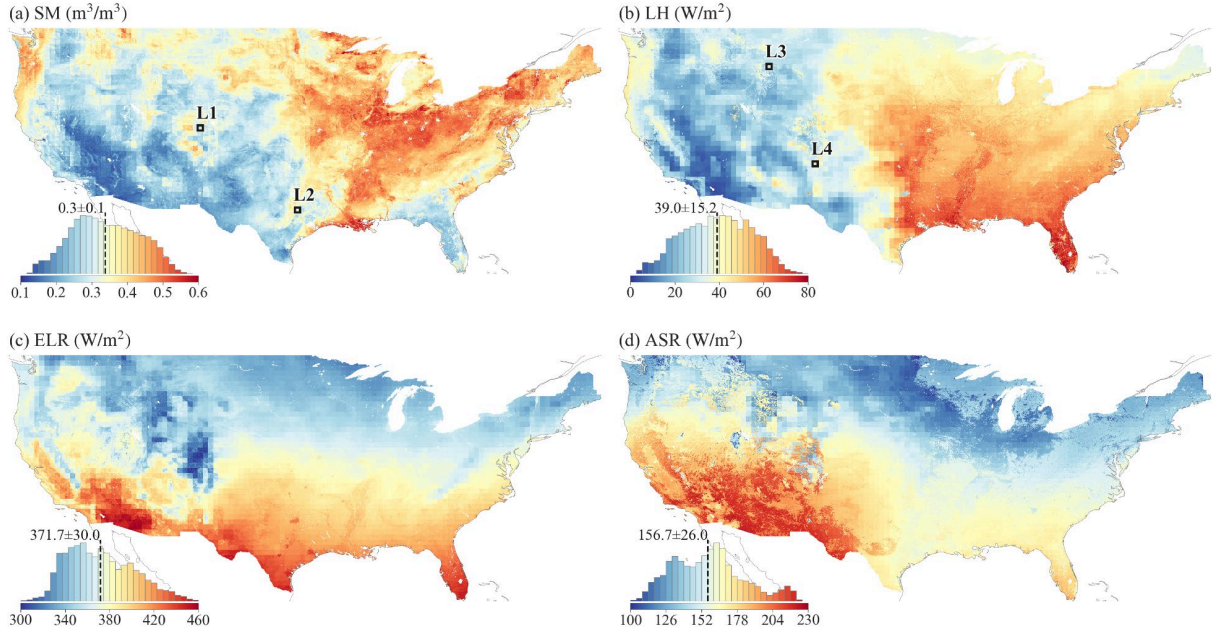 (a) SM (m³/m³)
L1
L2
0.3±0.1
0.1 0.2 0.3 0.4 0.5 0.6
(b) LH (W/m²)
L3
L4
39.0±15.2
0 20 40 60 80
(c) ELR (W/m²)
371.7±30.0
300 340 380 420 460
(d) ASR (W/m²)
156.7±26.0
100 126 152 178 204 230